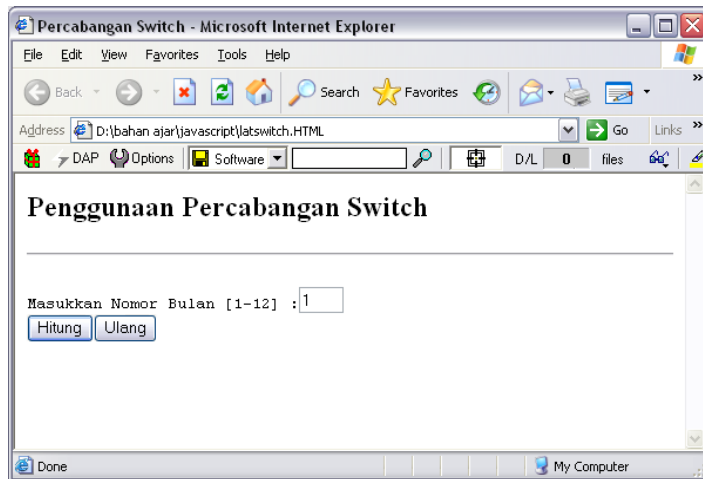 Percabangan Switch - Microsoft Internet Explorer
File Edit View Favorites Tools Help
Back Search Favorites »
Address D:\bahan ajar\javascript\latswitch.HTML Go Links »
DAP Options Software D/L 0 files
Penggunaan Percabangan Switch
Masukkan Nomor Bulan [1-12] :1
Hitung Ulang
Done My Computer